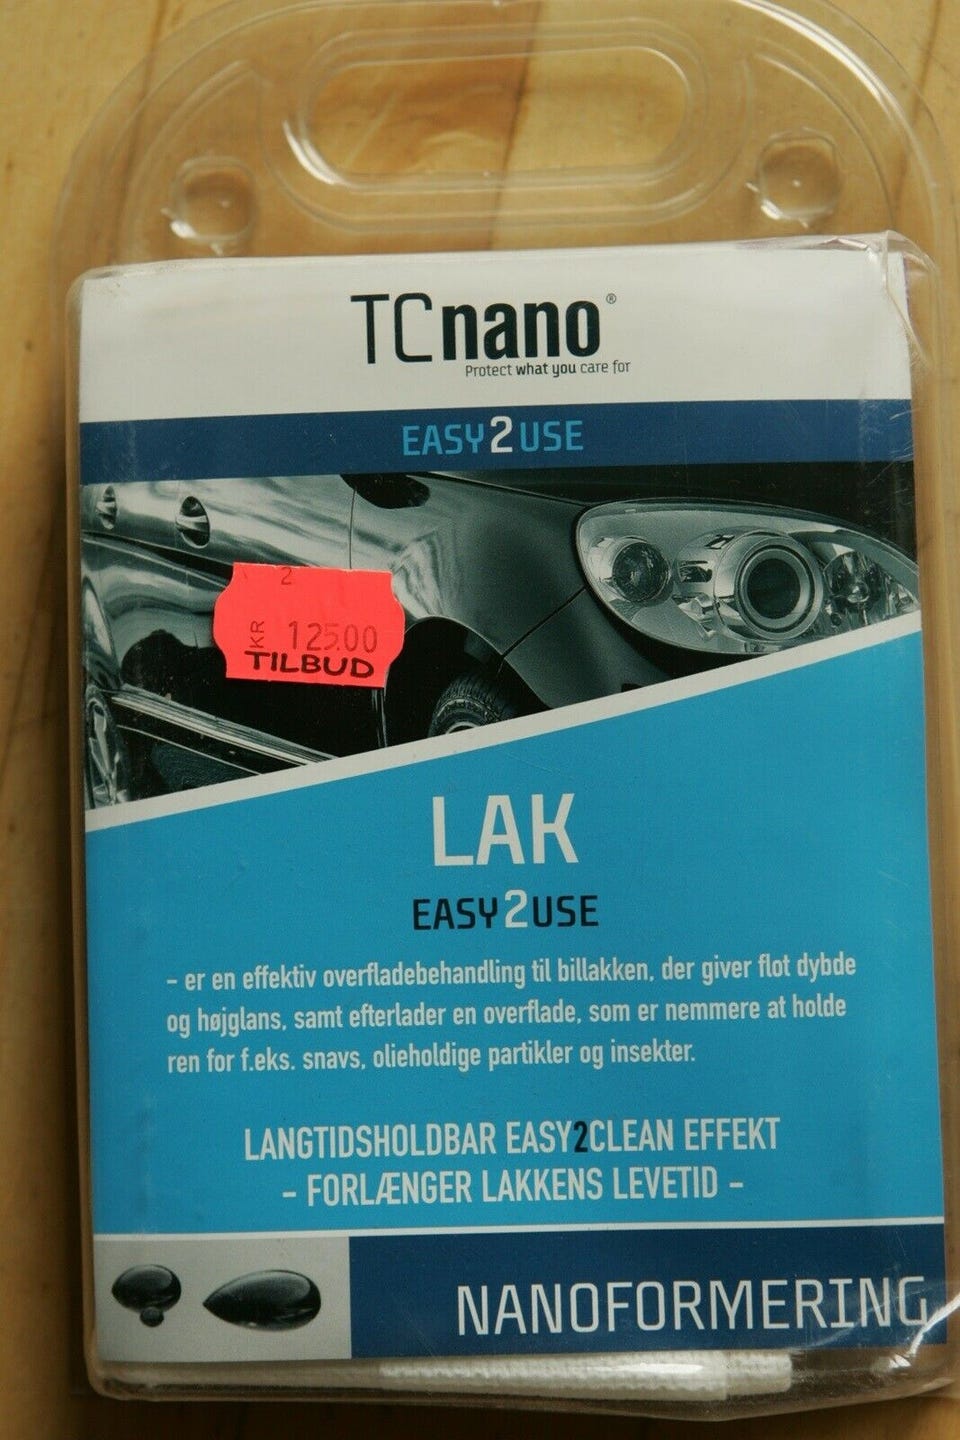 TCnano®
Protect what you care for
EASY2USE
2
KR 125.00
TILBUD
LAK
EASY2USE
- er en effektiv overfladebehandling til billakken, der giver flot dybde
og højglans, samt efterlader en overflade, som er nemmere at holde
ren for f.eks. snavs, olieholdige partikler og insekter.
LANGTIDSHOLDBAR EASY2CLEAN EFFEKT
- FORLÆNGER LAKKENS LEVETID -
NANOFORMERING